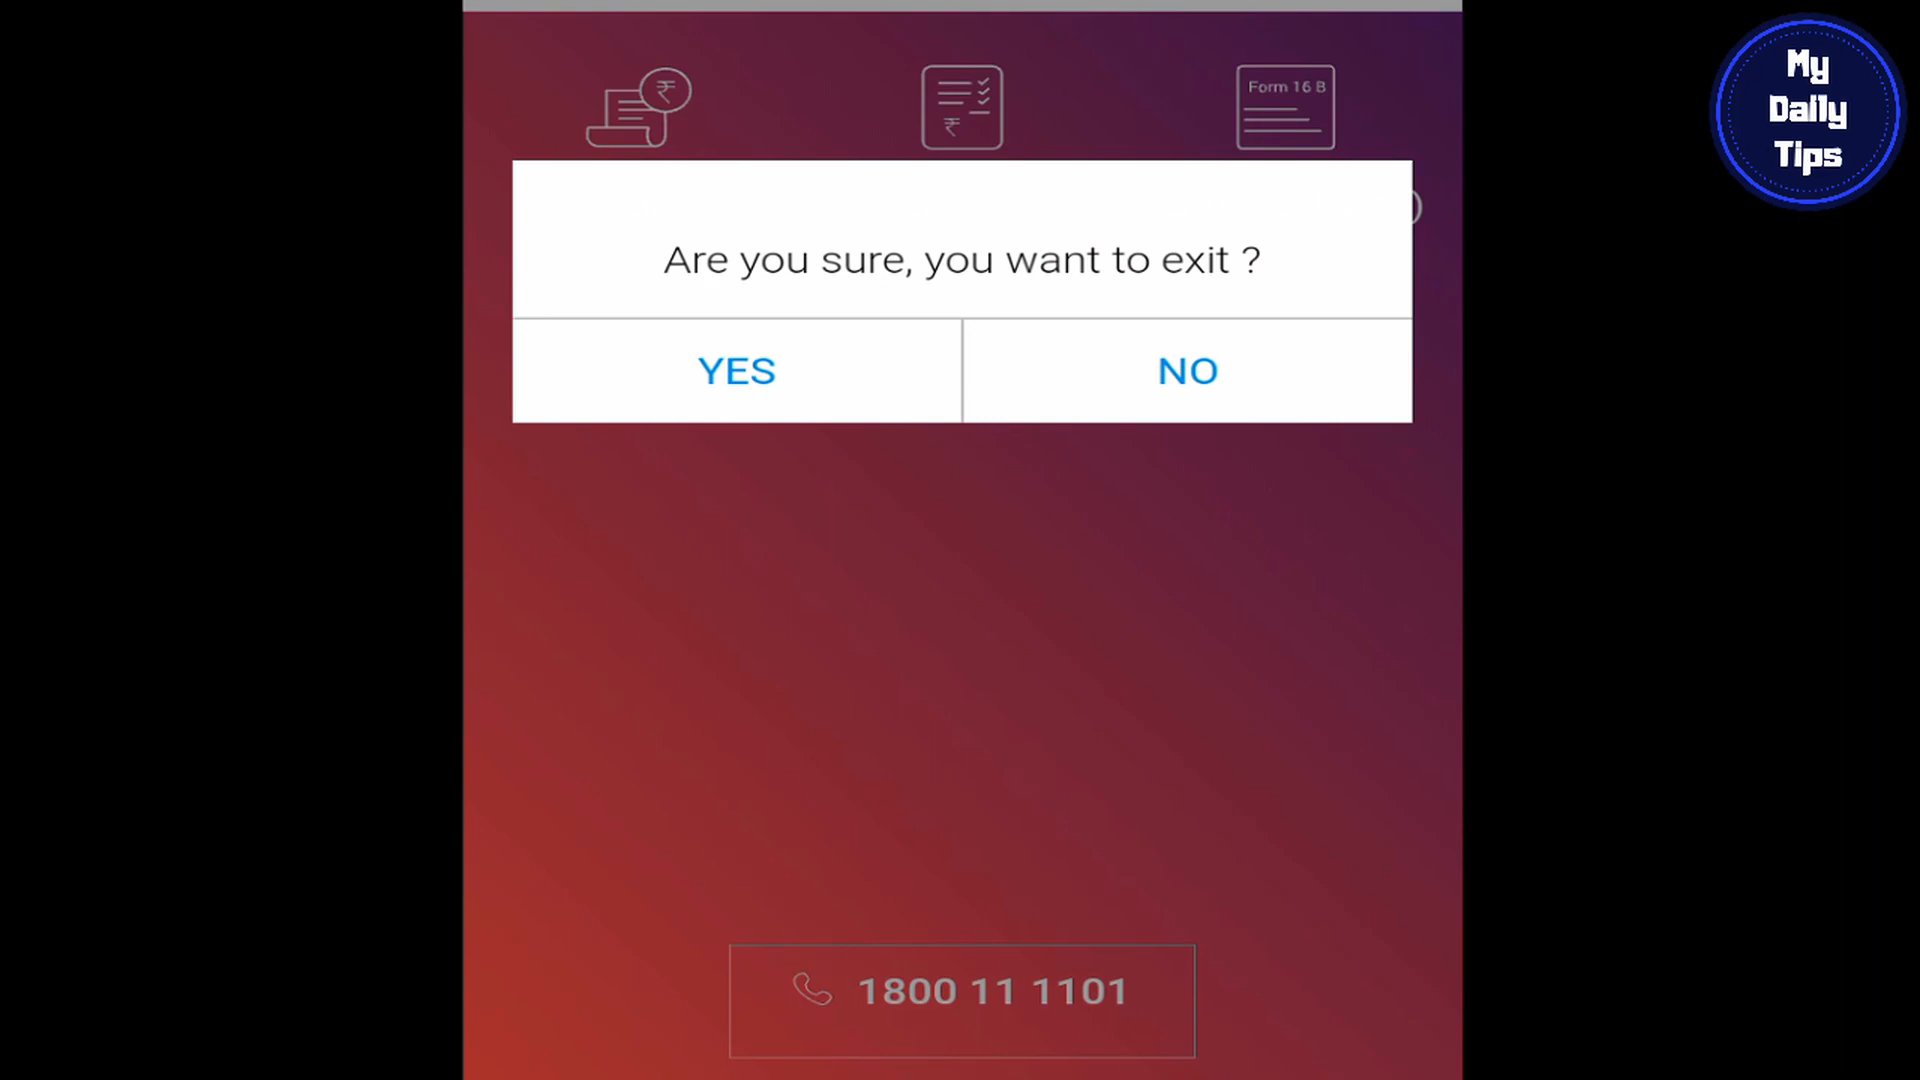 Form 16 B
Are you sure, you want to exit ?
YES
NO
1800 11 1101
My
Daily
Tips